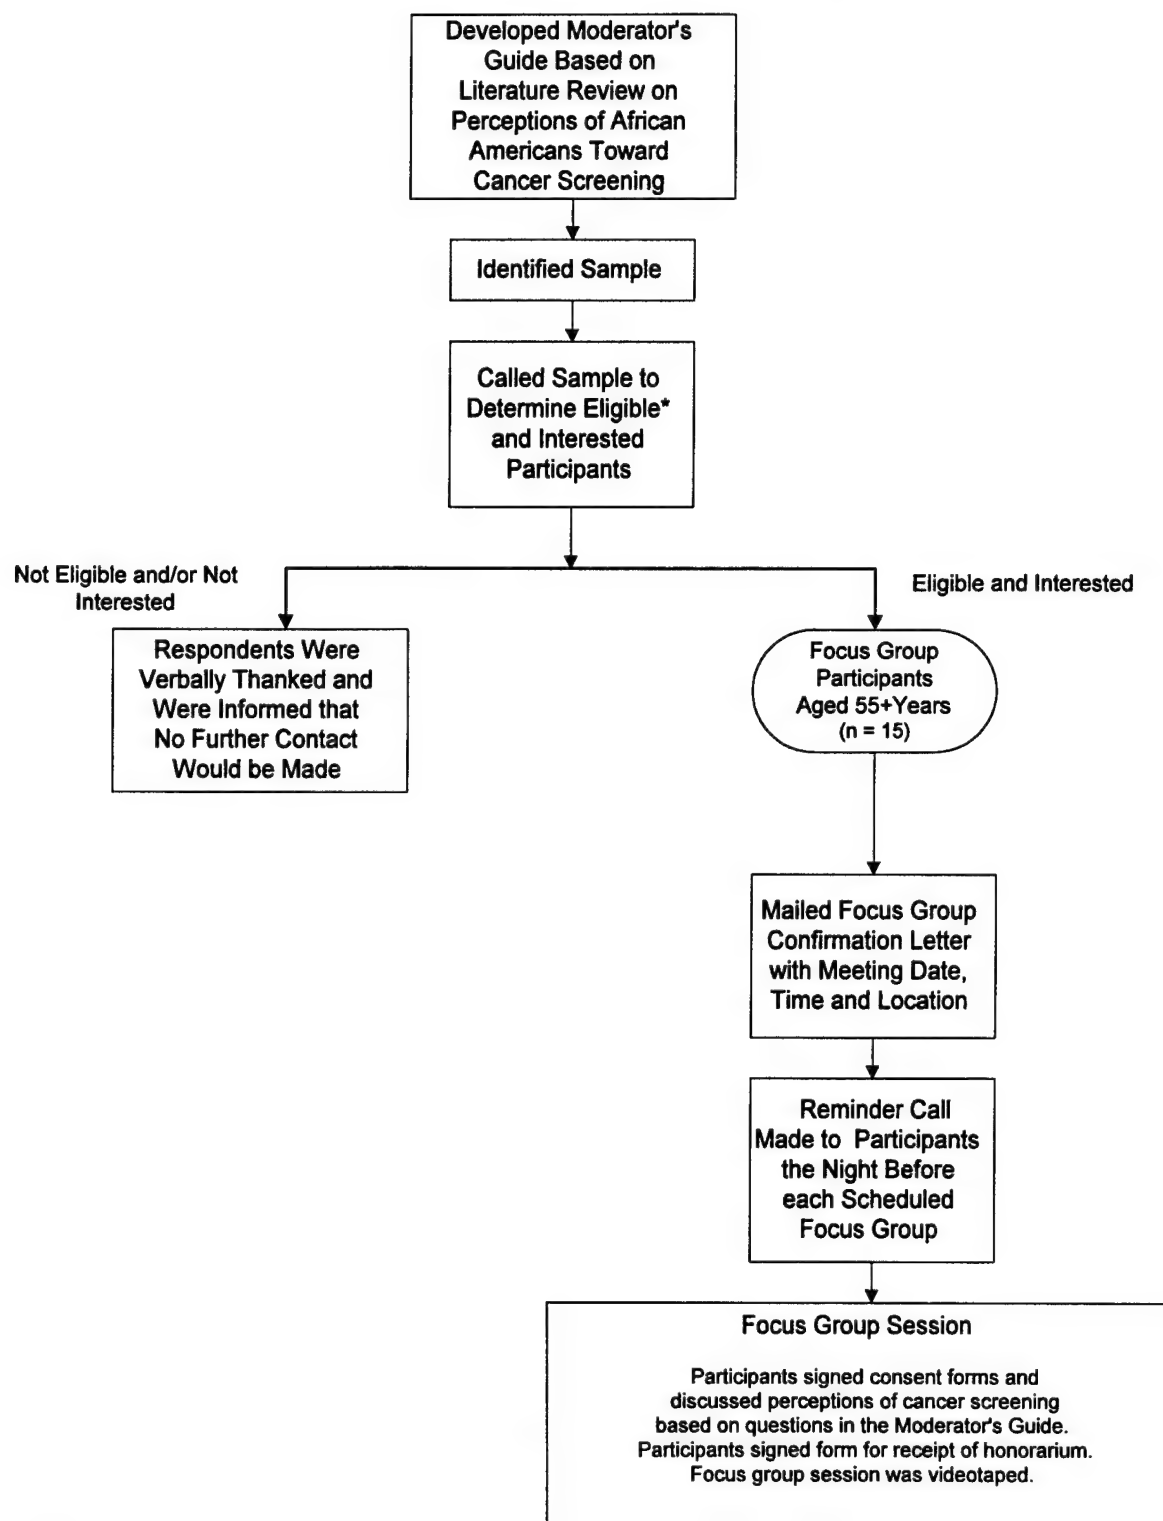 Developed Moderator's
Guide Based on
Literature Review on
Perceptions of African
Americans Toward
Cancer Screening
Identified Sample
Called Sample to
Determine Eligible*
and Interested
Participants
Not Eligible and/or Not
Interested
Eligible and Interested
Respondents Were
Verbally Thanked and
Were Informed that
No Further Contact
Would be Made
Focus Group
Participants
Aged 55+Years
(n = 15)
Mailed Focus Group
Confirmation Letter
with Meeting Date,
Time and Location
Reminder Call
Made to Participants
the Night Before
each Scheduled
Focus Group
Focus Group Session
Participants signed consent forms and
discussed perceptions of cancer screening
based on questions in the Moderator's Guide.
Participants signed form for receipt of honorarium.
Focus group session was videotaped.